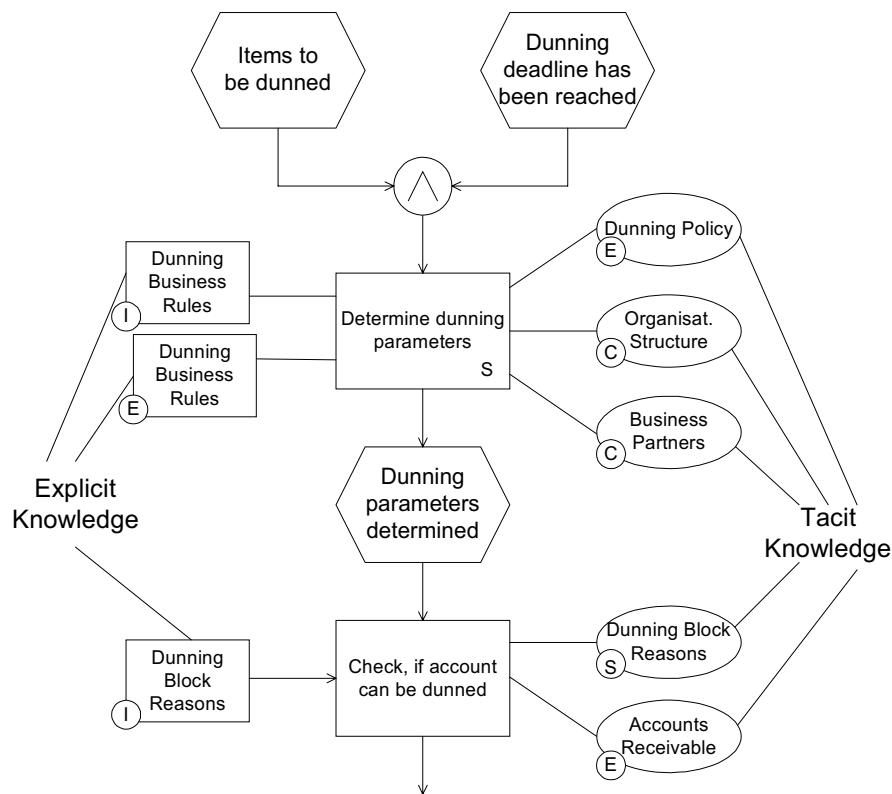 Items to
be dunned
Dunning
deadline has
been reached
Dunning
Business
Rules
I
Dunning
Business
Rules
E
Determine dunning
parameters
S
Dunning Policy
E
Organisat.
Structure
C
Business
Partners
C
Explicit
Knowledge
Dunning
parameters
determined
Tacit
Knowledge
Dunning
Block
Reasons
I
Check, if account
can be dunned
Dunning Block
Reasons
S
Accounts
Receivable
E